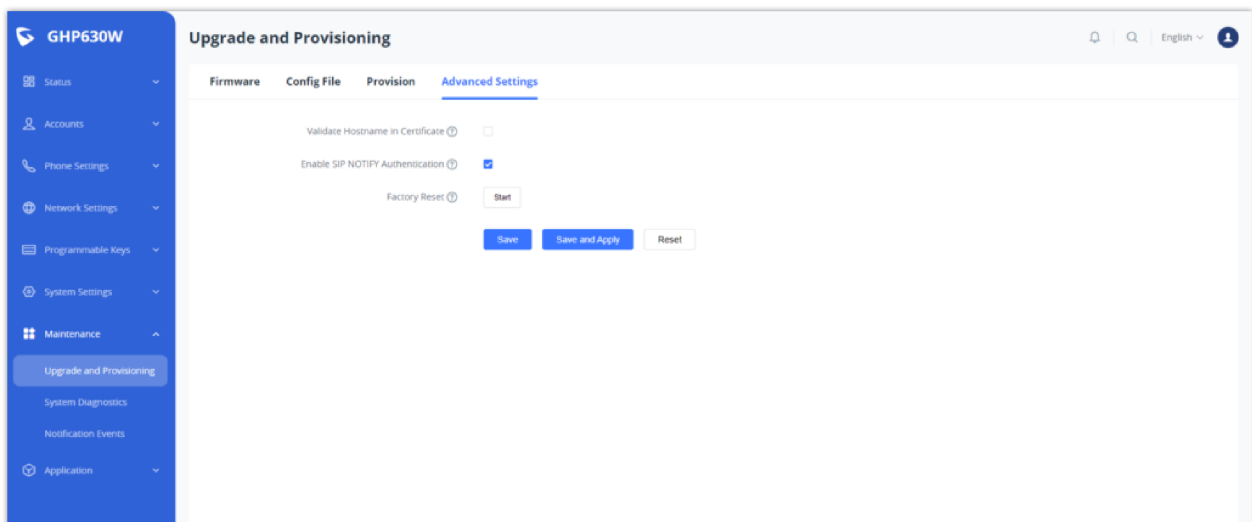 GHP630W
Upgrade and Provisioning
English
Status
Accounts
Phone Settings
Network Settings
Programmable Keys
System Settings
Maintenance
Upgrade and Provisioning
System Diagnostics
Notification Events
Application
Firmware Config File Provision Advanced Settings
Validate Hostname in Certificate ?
Enable SIP NOTIFY Authentication ?
Factory Reset ? Start
Save Save and Apply Reset